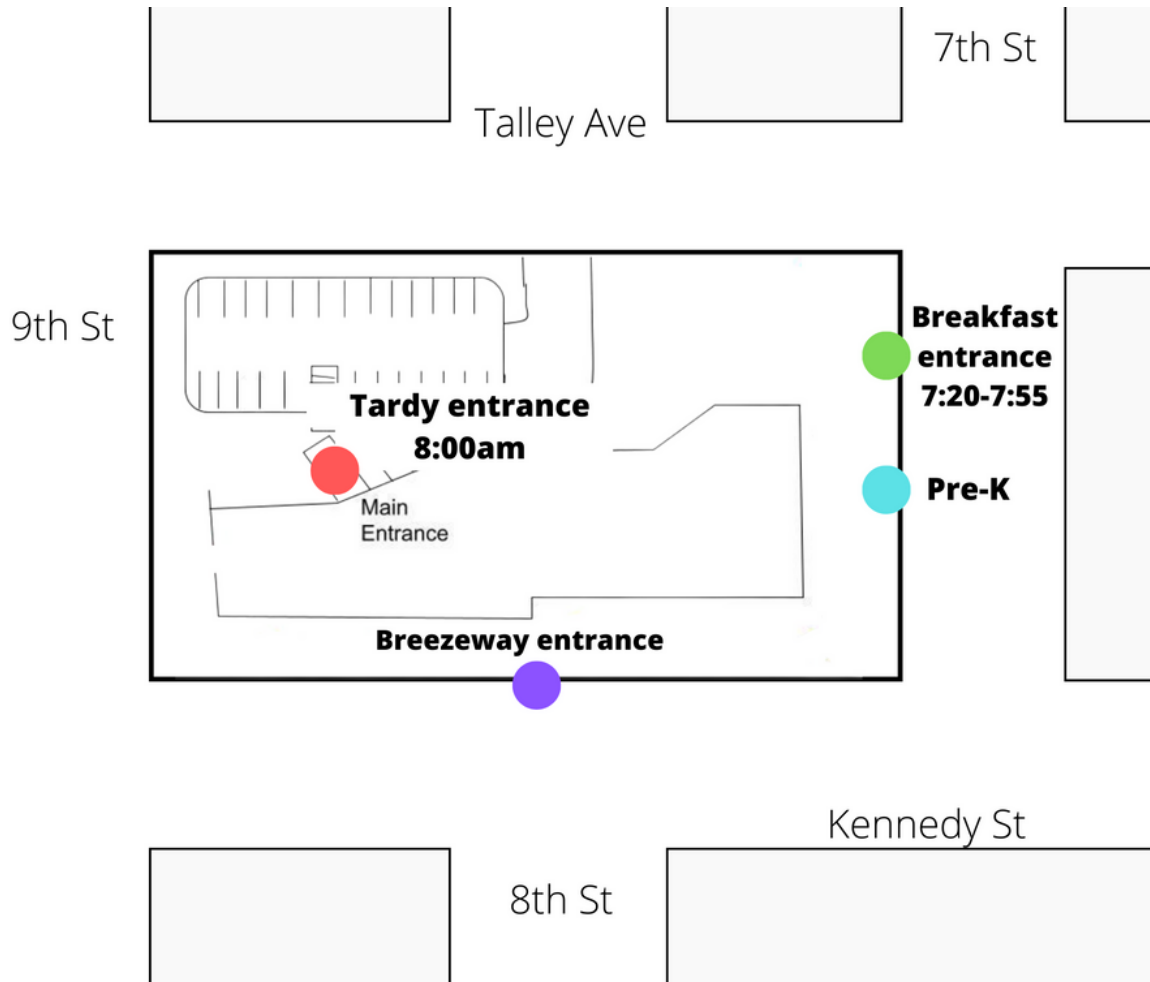 7th St
Talley Ave
9th St
Breakfast
entrance
7:20-7:55
Tardy entrance
8:00am
Pre-K
Main
Entrance
Breezeway entrance
Kennedy St
8th St